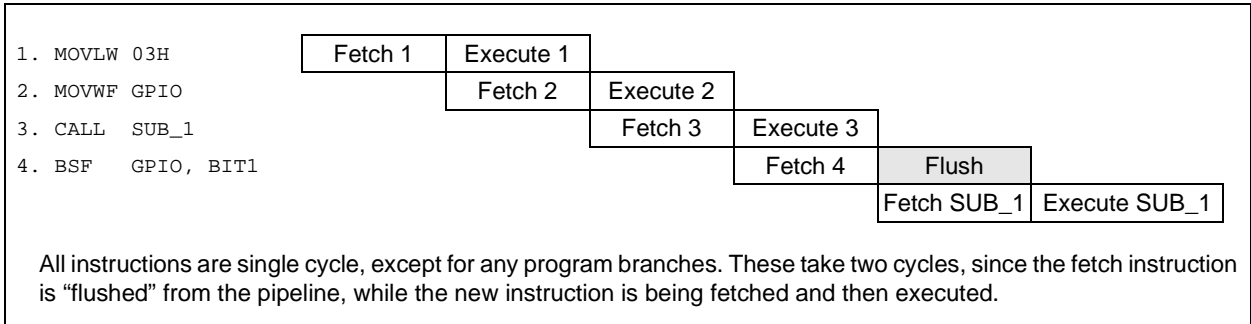 1. MOVLW 03H Fetch 1 Execute 1
2. MOVWF GPIO Fetch 2 Execute 2
3. CALL SUB_1 Fetch 3 Execute 3
4. BSF GPIO, BIT1 Fetch 4 Flush
Fetch SUB_1 Execute SUB_1
All instructions are single cycle, except for any program branches. These take two cycles, since the fetch instruction
is “flushed” from the pipeline, while the new instruction is being fetched and then executed.